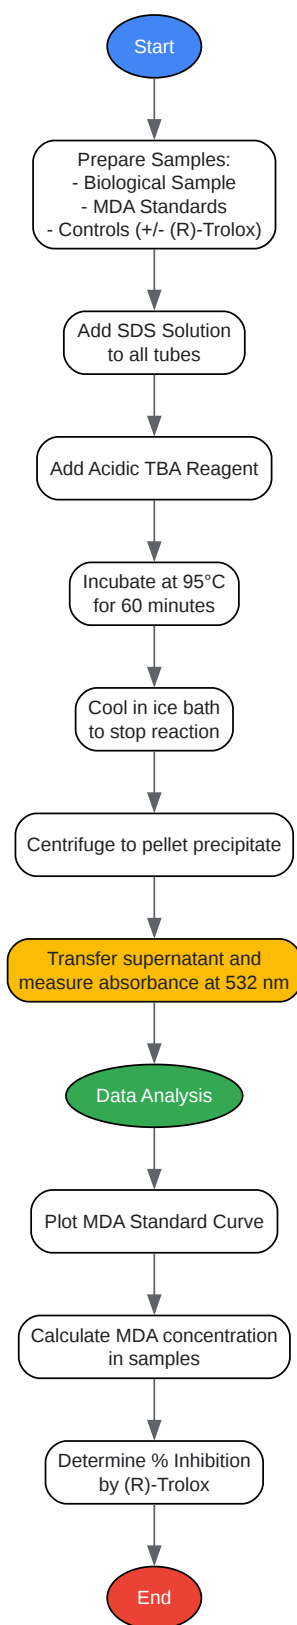 Start
Prepare Samples:
- Biological Sample
- MDA Standards
- Controls (+/- (R)-Trolox)
Add SDS Solution
to all tubes
Add Acidic TBA Reagent
Incubate at 95°C
for 60 minutes
Cool in ice bath
to stop reaction
Centrifuge to pellet precipitate
Transfer supernatant and
measure absorbance at 532 nm
Data Analysis
Plot MDA Standard Curve
Calculate MDA concentration
in samples
Determine % Inhibition
by (R)-Trolox
End